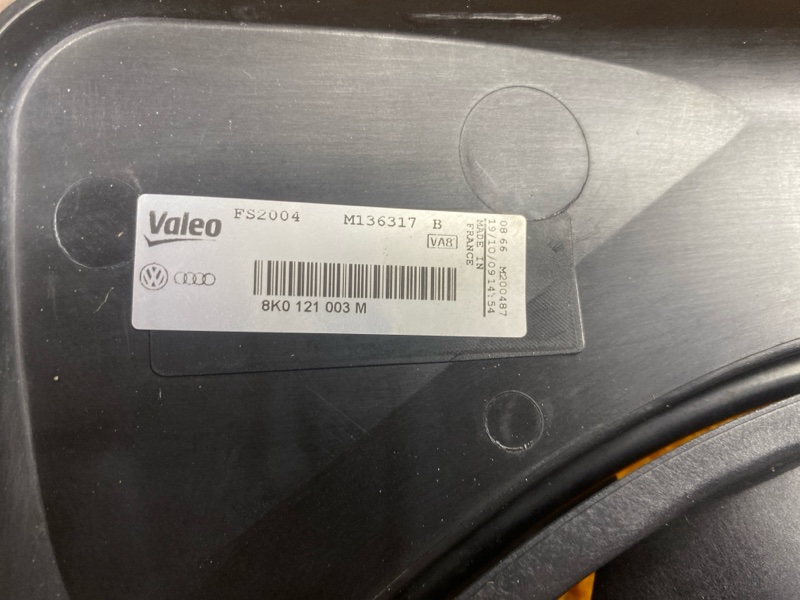 Valeo FS2004 M136317 B
VA8
8K0 121 003 M
08 66 M200487
19/10/09 14:54
MADE IN
FRANCE